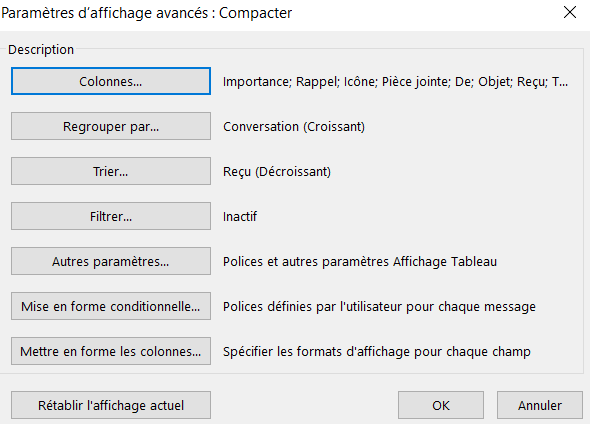 Paramètres d’affichage avancés : Compacter
Description
Colonnes... Importance; Rappel; Icône; Pièce jointe; De; Objet; Reçu; T...
Regrouper par... Conversation (Croissant)
Trier... Reçu (Décroissant)
Filtrer... Inactif
Autres paramètres... Polices et autres paramètres Affichage Tableau
Mise en forme conditionnelle... Polices définies par l'utilisateur pour chaque message
Mettre en forme les colonnes... Spécifier les formats d'affichage pour chaque champ
Rétablir l'affichage actuel OK Annuler